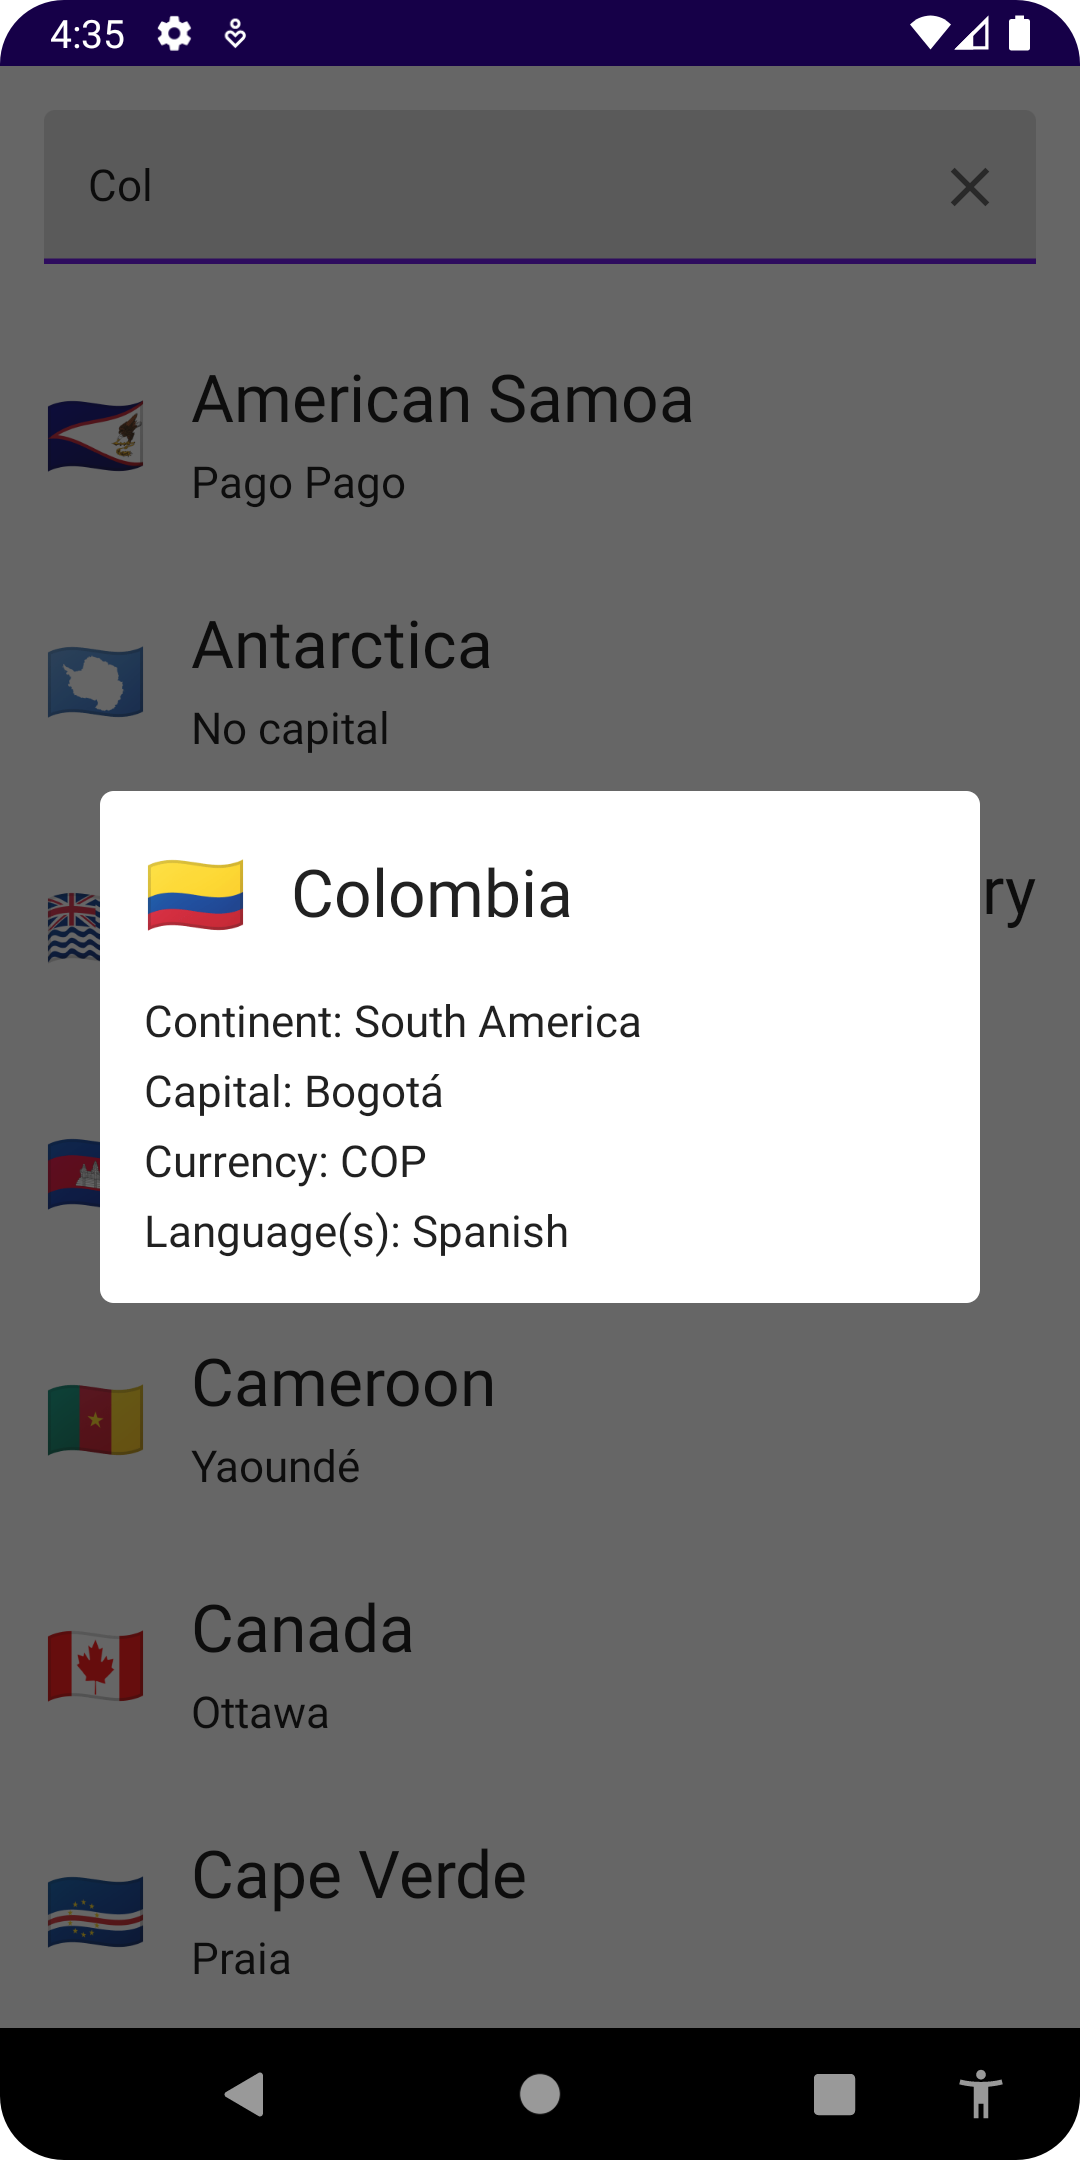 4:35
Col
American Samoa
Pago Pago
Antarctica
No capital
ry
Colombia
Continent: South America
Capital: Bogotá
Currency: COP
Language(s): Spanish
Cameroon
Yaoundé
Canada
Ottawa
Cape Verde
Praia